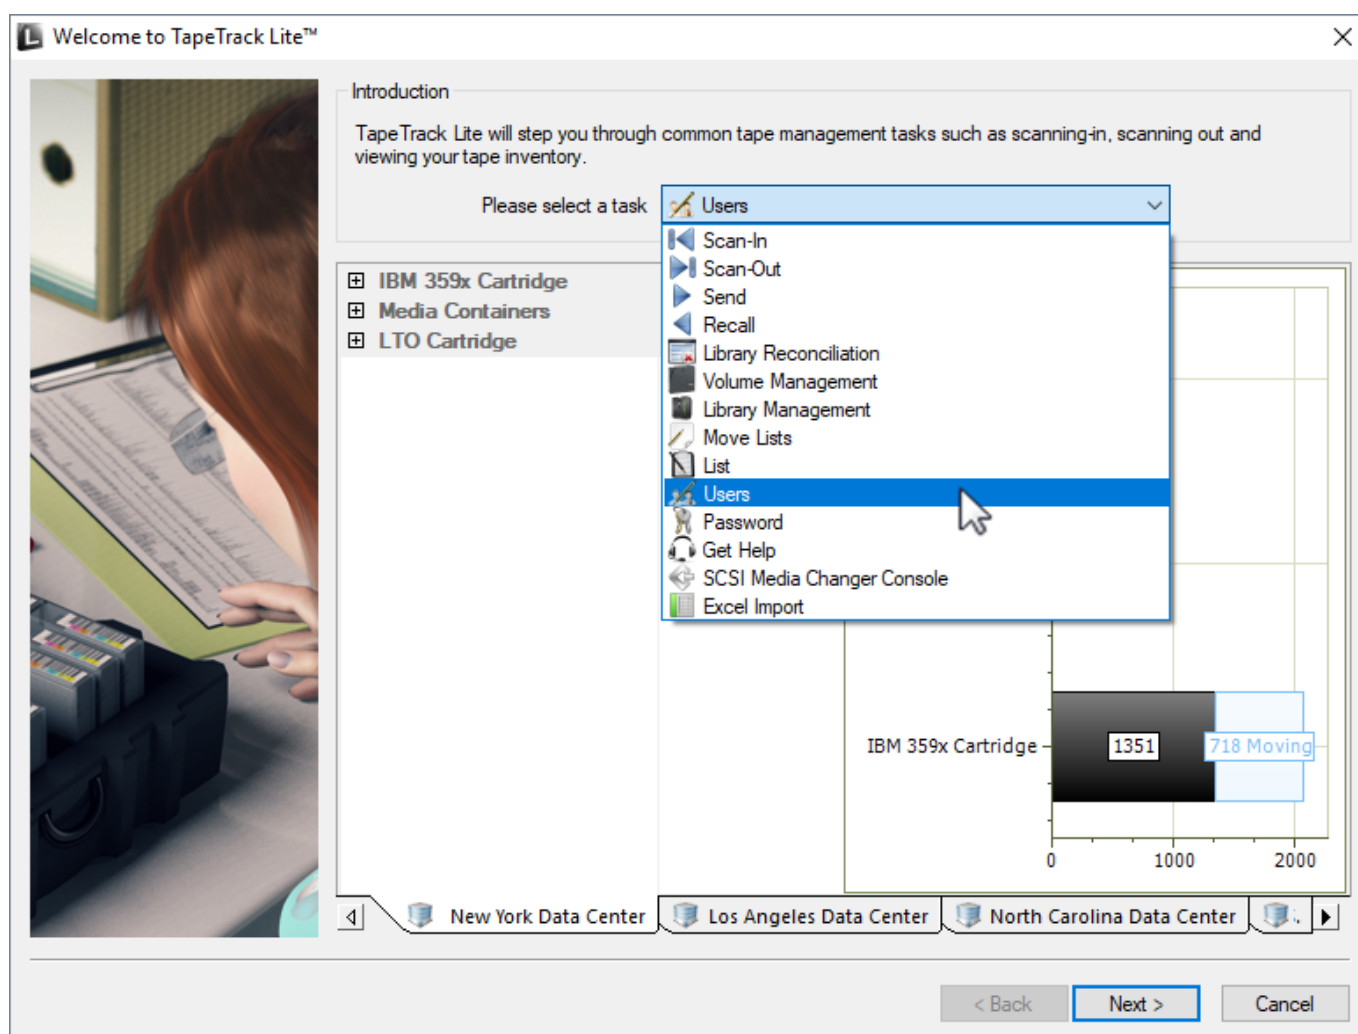 Welcome to TapeTrack Lite™
Introduction
TapeTrack Lite will step you through common tape management tasks such as scanning-in, scanning out and
viewing your tape inventory.
Please select a task
Users
Scan-In
Scan-Out
Send
Recall
Library Reconciliation
Volume Management
Library Management
Move Lists
List
Users
Password
Get Help
SCSI Media Changer Console
Excel Import
IBM 359x Cartridge
Media Containers
LTO Cartridge
IBM 359x Cartridge
1351
718 Moving
0 1000 2000
New York Data Center
Los Angeles Data Center
North Carolina Data Center
< Back
Next >
Cancel